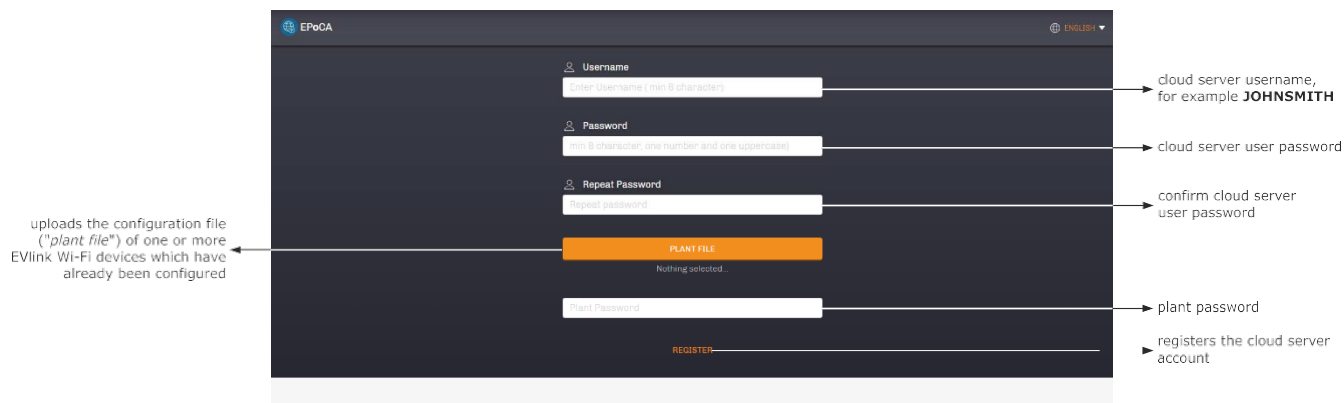 EPoCA
ENGLISH
Username
Enter Username ( min 8 character)
cloud server username,
for example JOHNSMITH
Password
min 8 character, one number and one uppercase)
cloud server user password
Repeat Password
Repeat password
confirm cloud server
user password
uploads the configuration file
("plant file") of one or more
EVlink Wi-Fi devices which have
already been configured
PLANT FILE
Nothing selected...
Plant Password
plant password
REGISTER
registers the cloud server
account